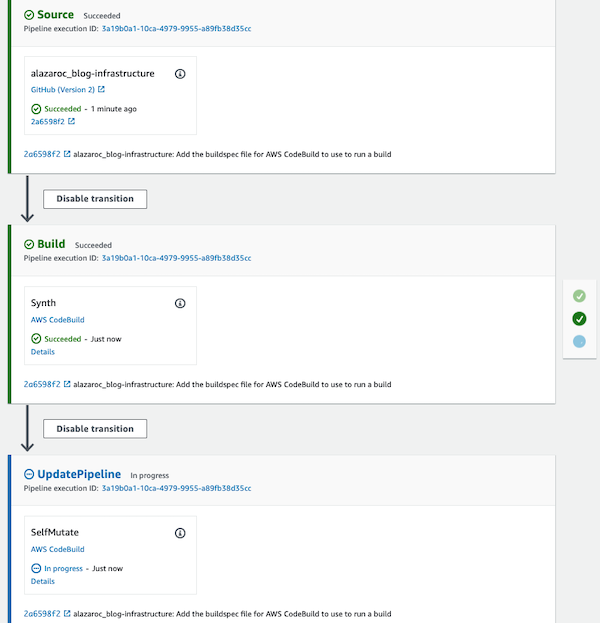 Source Succeeded
Pipeline execution ID: 3a19b0a1-10ca-4979-9955-a89fb38d35cc
alazaroc_blog-infrastructure
GitHub (Version 2)
Succeeded - 1 minute ago
2a6598f2
2a6598f2 alazaroc_blog-infrastructure: Add the buildspec file for AWS CodeBuild to use to run a build
Disable transition
Build Succeeded
Pipeline execution ID: 3a19b0a1-10ca-4979-9955-a89fb38d35cc
Synth
AWS CodeBuild
Succeeded - Just now
Details
2a6598f2 alazaroc_blog-infrastructure: Add the buildspec file for AWS CodeBuild to use to run a build
Disable transition
UpdatePipeline In progress
Pipeline execution ID: 3a19b0a1-10ca-4979-9955-a89fb38d35cc
SelfMutate
AWS CodeBuild
In progress - Just now
Details
2a6598f2 alazaroc_blog-infrastructure: Add the buildspec file for AWS CodeBuild to use to run a build